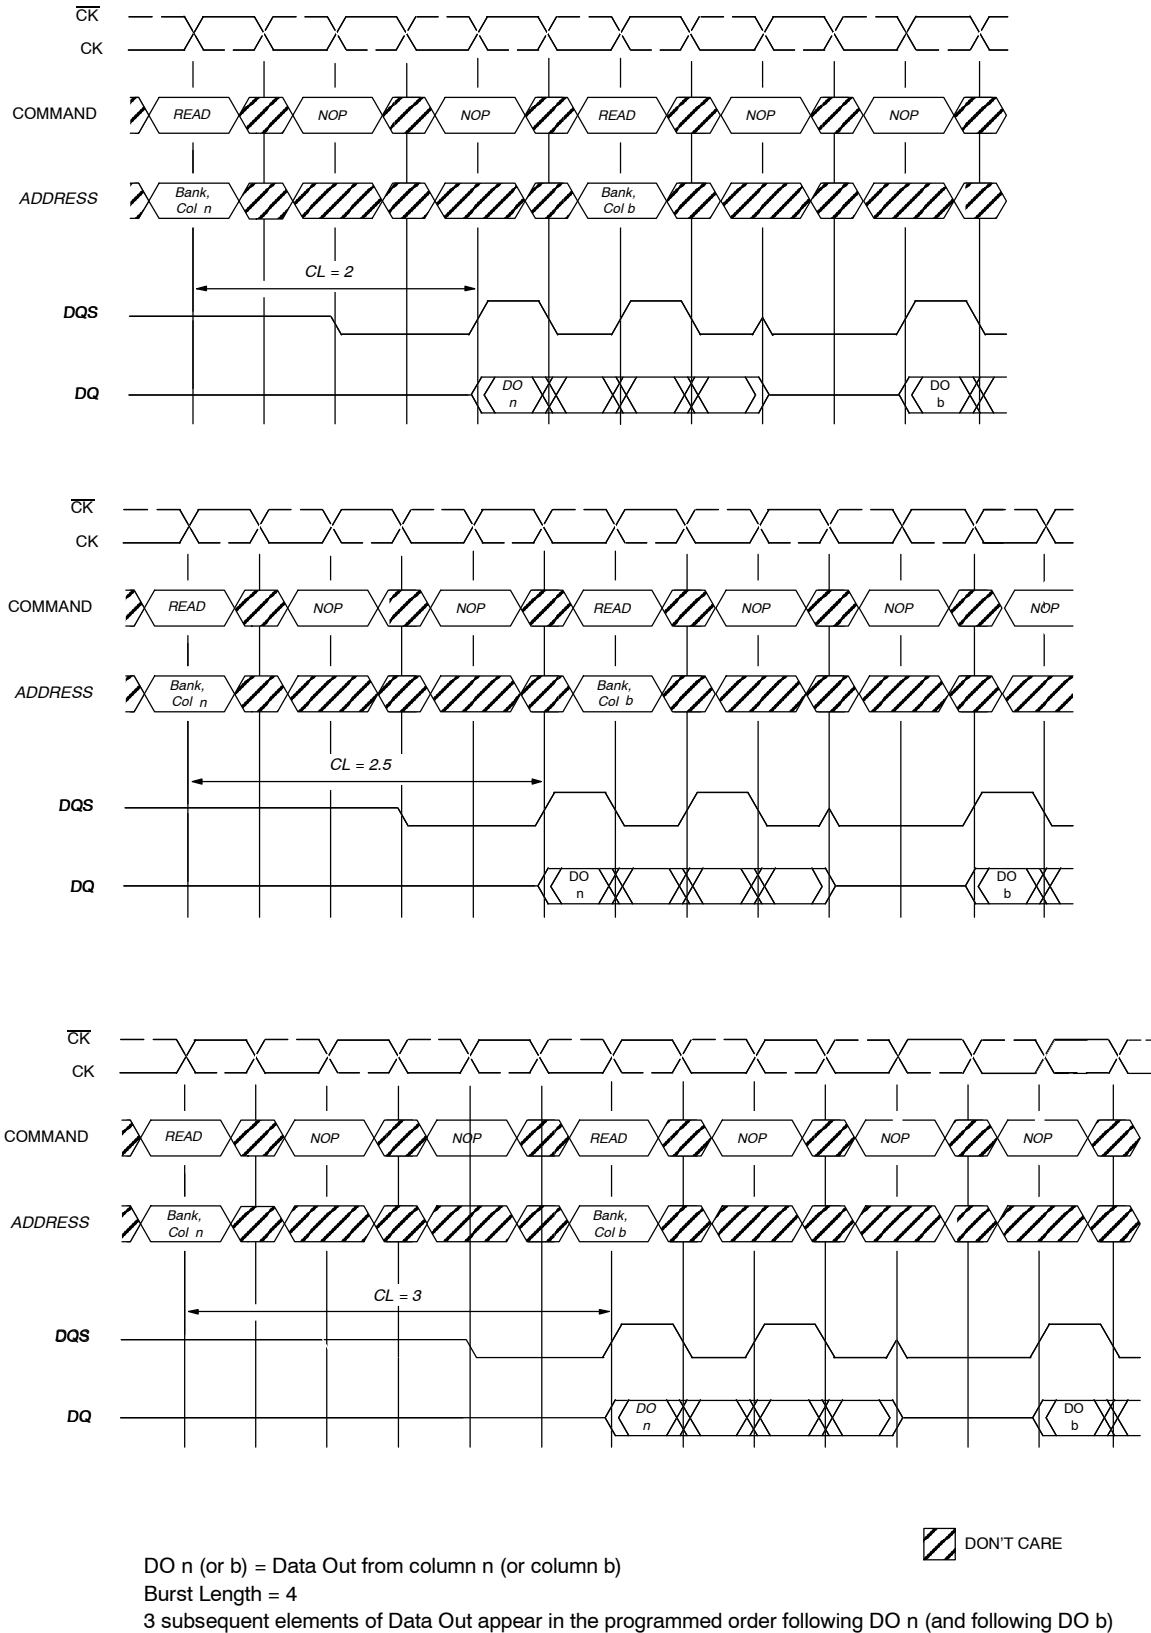 CK
CK
COMMAND READ NOP NOP READ NOP NOP
ADDRESS Bank, Col n Bank, Col b
CL = 2
DQS
DQ DO n DO b
CK
CK
COMMAND READ NOP NOP READ NOP NOP NOP
ADDRESS Bank, Col n Bank, Col b
CL = 2.5
DQS
DQ DO n DO b
CK
CK
COMMAND READ NOP NOP READ NOP NOP NOP
ADDRESS Bank, Col n Bank, Col b
CL = 3
DQS
DQ DO n DO b
DON'T CARE
DO n (or b) = Data Out from column n (or column b)
Burst Length = 4
3 subsequent elements of Data Out appear in the programmed order following DO n (and following DO b)